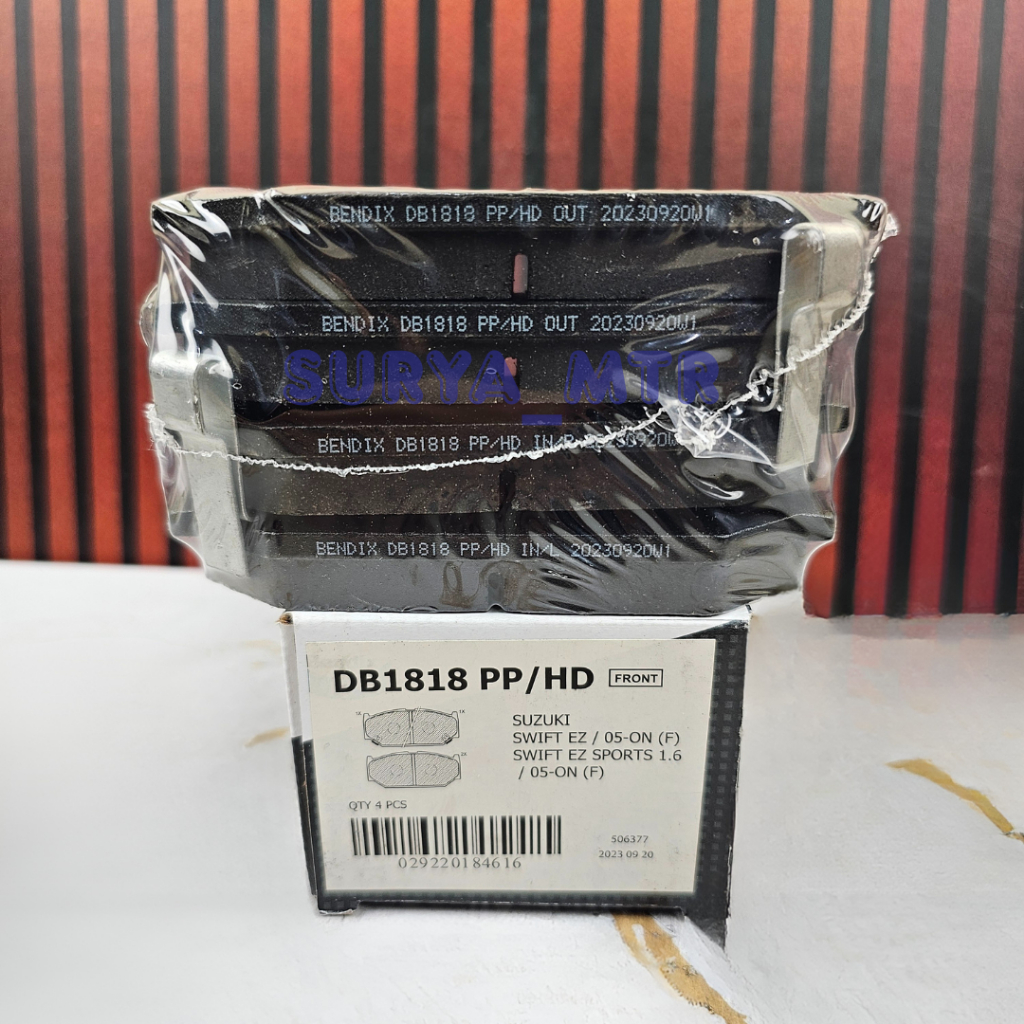 BENDIX DB1818 PP/HD OUT 20230920W1
BENDIX DB1818 PP/HD OUT 20230920W1
SURYA_MTR
BENDIX DB1818 PP/HD IN/R 20230920W
BENDIX DB1818 PP/HD IN/L 20230920W1
DB1818 PP/HD FRONT
SUZUKI
SWIFT EZ / 05-ON (F)
SWIFT EZ SPORTS 1.6
/ 05-ON (F)
QTY 4 PCS
506377
029220184616
2023 09 20